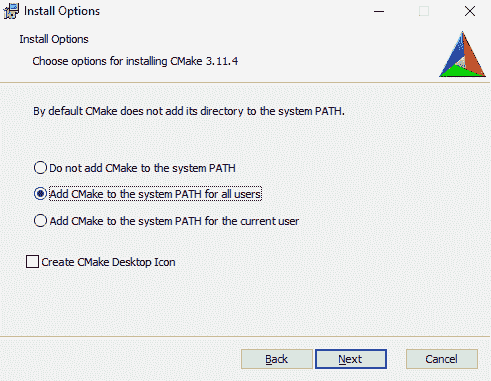 Install Options
Install Options
Choose options for installing CMake 3.11.4
By default CMake does not add its directory to the system PATH.
Do not add CMake to the system PATH
Add CMake to the system PATH for all users
Add CMake to the system PATH for the current user
Create CMake Desktop Icon
Back Next Cancel